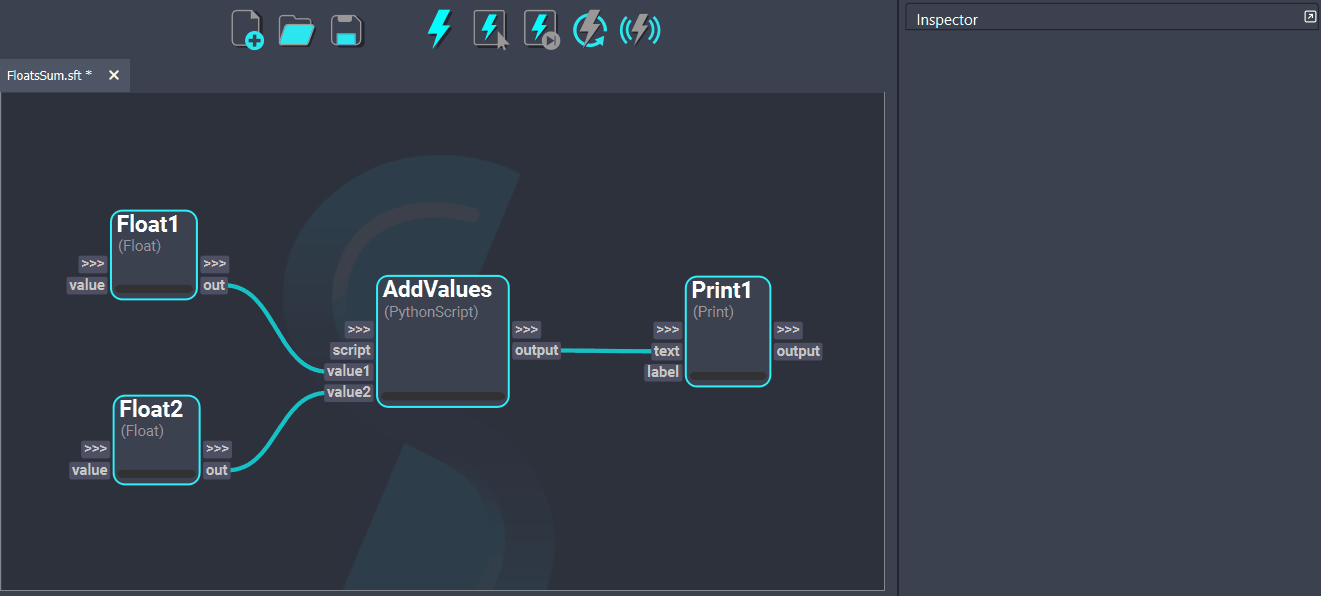 Inspector
FloatsSum.sft *
Float1
(Float)
>>>
>>>
value
out
AddValues
(PythonScript)
>>>
>>>
script
output
value1
value2
Print1
(Print)
>>>
>>>
text
output
label
Float2
(Float)
>>>
>>>
value
out